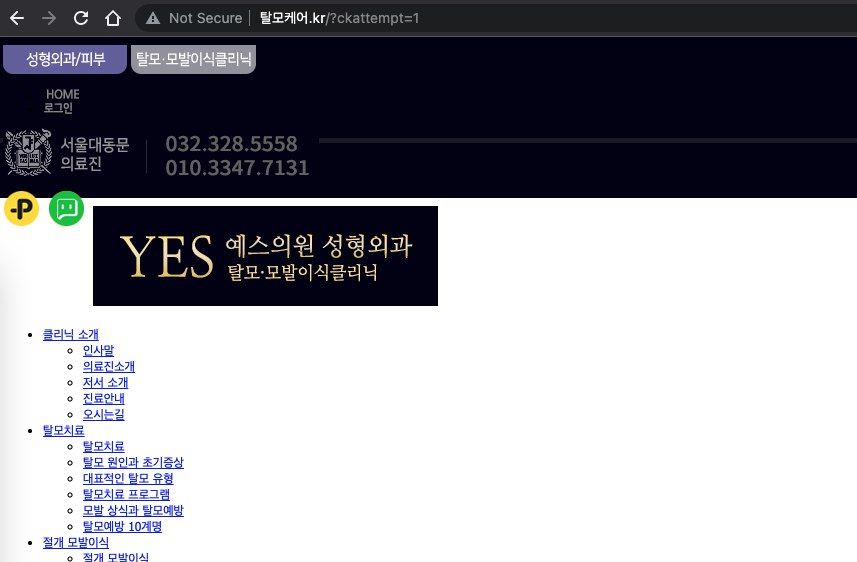 Not Secure | 탈모케어.kr/?ckattempt=1
성형외과/피부 탈모·모발이식클리닉
HOME
로그인
서울대동문
의료진
032.328.5558
010.3347.7131
P
YES 예스의원 성형외과
탈모·모발이식클리닉
클리닉 소개
인사말
의료진소개
저서 소개
진료안내
오시는길
탈모치료
탈모치료
탈모 원인과 초기증상
대표적인 탈모 유형
탈모치료 프로그램
모발 상식과 탈모예방
탈모예방 10계명
절개 모발이식
절개 모발이식